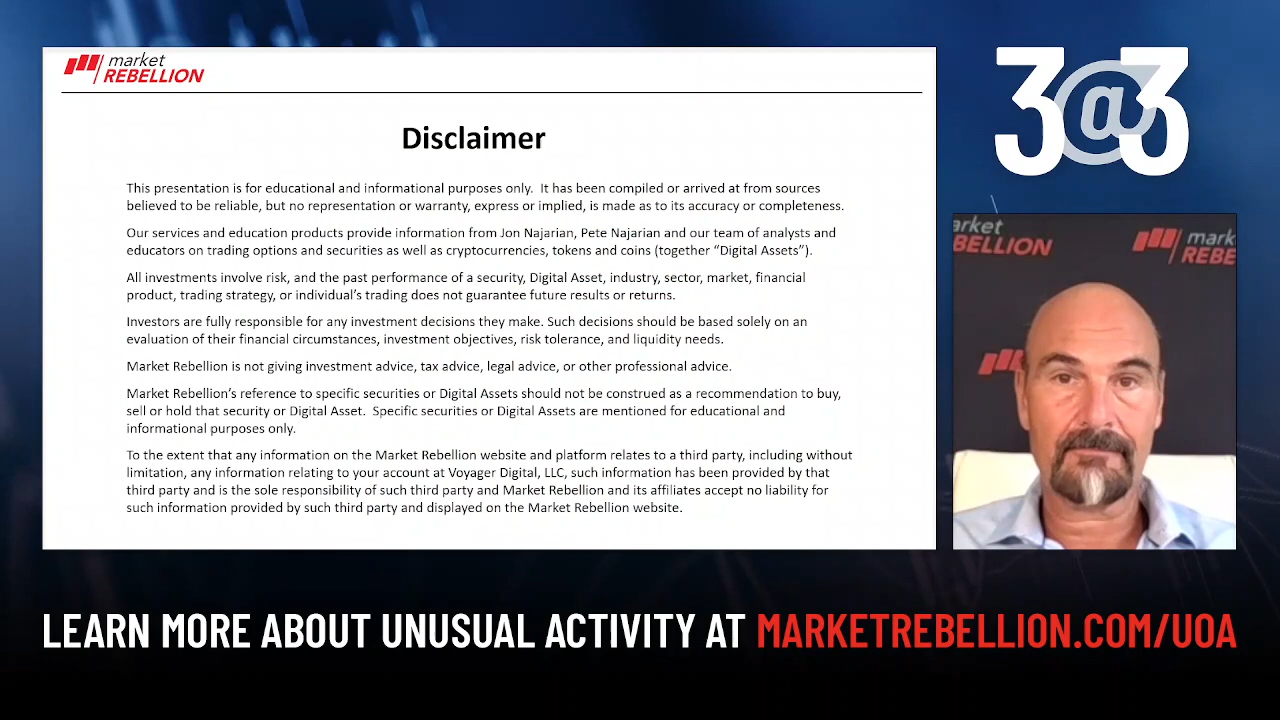 market
REBELLION
Disclaimer
This presentation is for educational and informational purposes only.  It has been compiled or arrived at from sources
believed to be reliable, but no representation or warranty, express or implied, is made as to its accuracy or completeness.
Our services and education products provide information from Jon Najarian, Pete Najarian and our team of analysts and
educators on trading options and securities as well as cryptocurrencies, tokens and coins (together “Digital Assets”).
All investments involve risk, and the past performance of a security, Digital Asset, industry, sector, market, financial
product, trading strategy, or individual’s trading does not guarantee future results or returns.
Investors are fully responsible for any investment decisions they make. Such decisions should be based solely on an
evaluation of their financial circumstances, investment objectives, risk tolerance, and liquidity needs.
Market Rebellion is not giving investment advice, tax advice, legal advice, or other professional advice.
Market Rebellion’s reference to specific securities or Digital Assets should not be construed as a recommendation to buy,
sell or hold that security or Digital Asset.  Specific securities or Digital Assets are mentioned for educational and
informational purposes only.
To the extent that any information on the Market Rebellion website and platform relates to a third party, including without
limitation, any information relating to your account at Voyager Digital, LLC, such information has been provided by that
third party and is the sole responsibility of such third party and Market Rebellion and its affiliates accept no liability for
such information provided by such third party and displayed on the Market Rebellion website.
3@3
market
BELLION
mark
REBE
LEARN MORE ABOUT UNUSUAL ACTIVITY AT MARKETREBELLION.COM/UOA